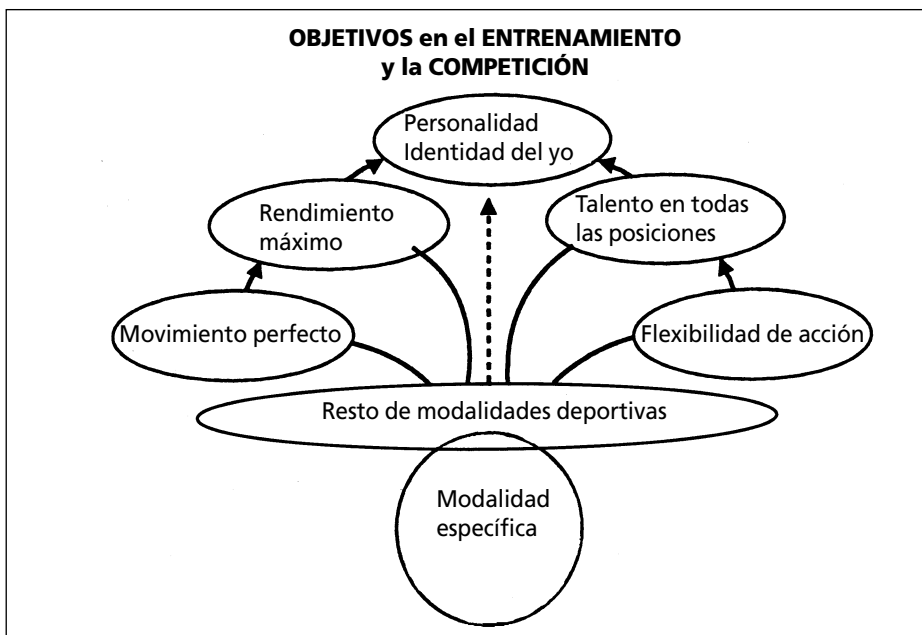 OBJETIVOS en el ENTRENAMIENTO
y la COMPETICIÓN
Personalidad
Identidad del yo
Rendimiento
máximo
Talento en todas
las posiciones
Movimiento perfecto
Flexibilidad de acción
Resto de modalidades deportivas
Modalidad
específica